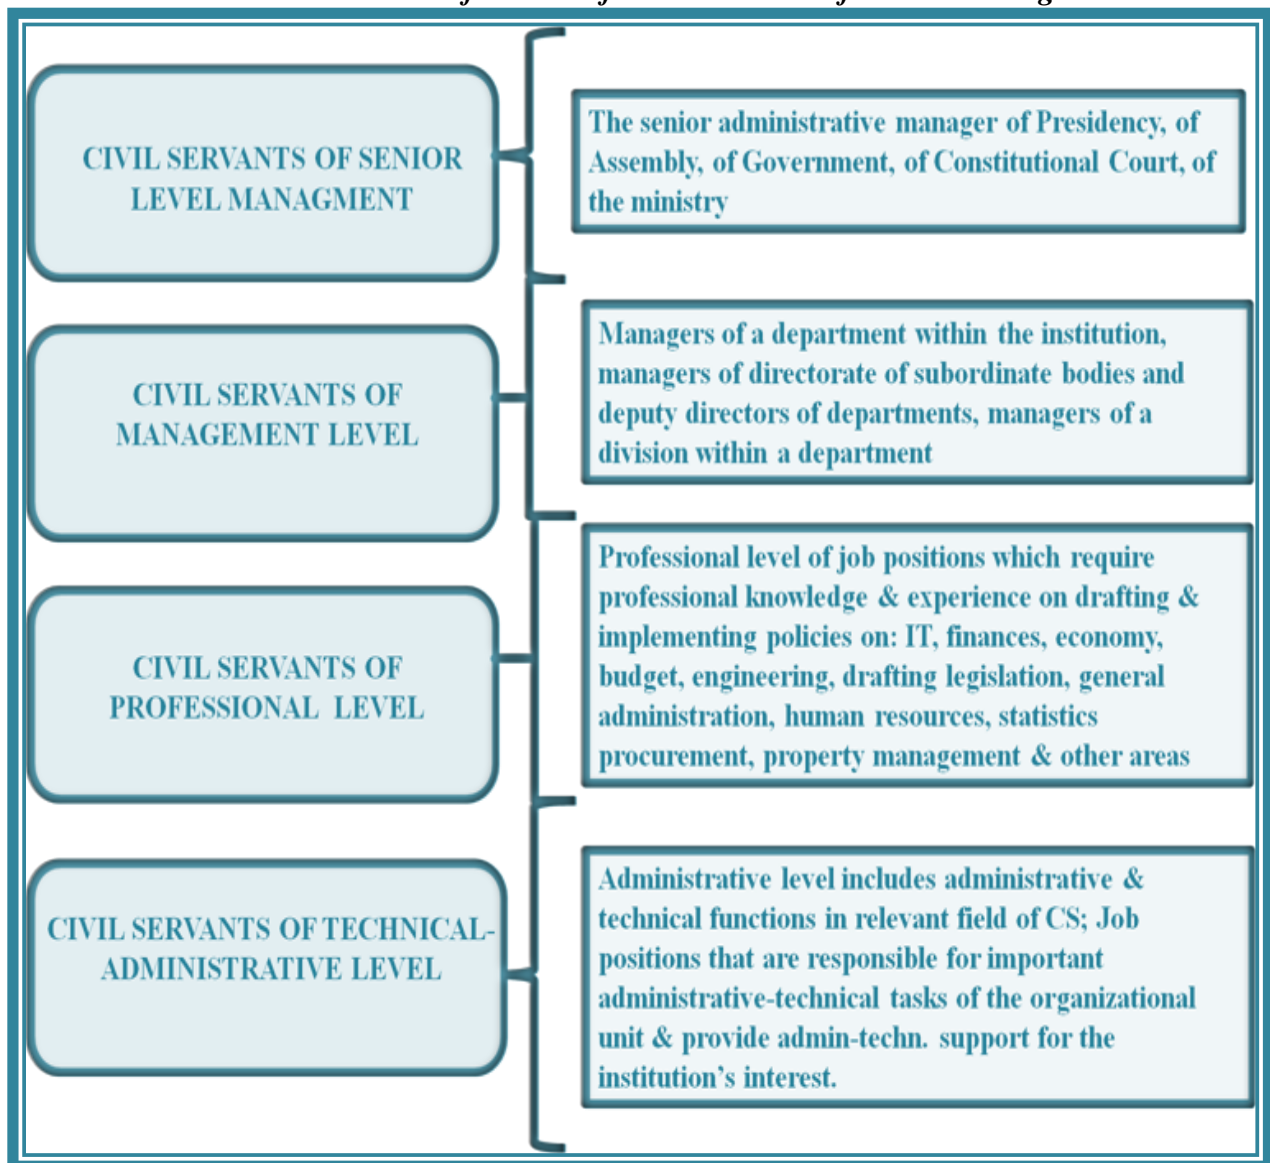 CIVIL SERVANTS OF SENIOR
LEVEL MANAGMENT
The senior administrative manager of Presidency, of
Assembly, of Government, of Constitutional Court, of
the ministry
CIVIL SERVANTS OF
MANAGEMENT LEVEL
Managers of a department within the institution,
managers of directorate of subordinate bodies and
deputy directors of departments, managers of a
division within a department
CIVIL SERVANTS OF
PROFESSIONAL LEVEL
Professional level of job positions which require
professional knowledge & experience on drafting &
implementing policies on: IT, finances, economy,
budget, engineering, drafting legislation, general
administration, human resources, statistics
procurement, property management & other areas
CIVIL SERVANTS OF TECHNICAL-
ADMINISTRATIVE LEVEL
Administrative level includes administrative &
technical functions in relevant field of CS; Job
positions that are responsible for important
administrative-technical tasks of the organizational
unit & provide admin-techn. support for the
institution’s interest.